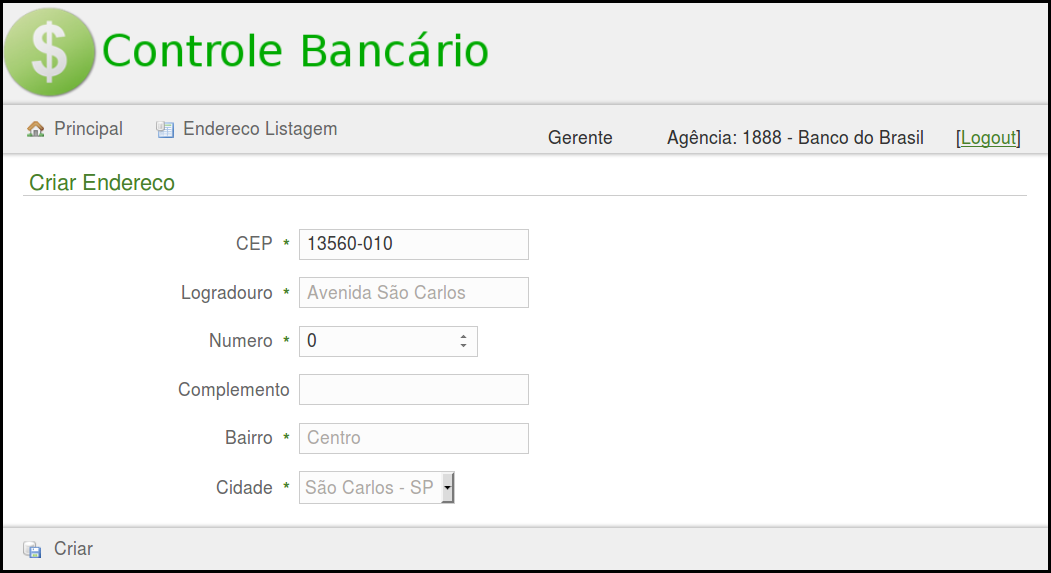 $ Controle Bancário
Principal Endereco Listagem Gerente Agência: 1888 - Banco do Brasil [Logout]
Criar Endereco
CEP * 13560-010
Logradouro * Avenida São Carlos
Numero * 0
Complemento
Bairro * Centro
Cidade * São Carlos - SP
Criar